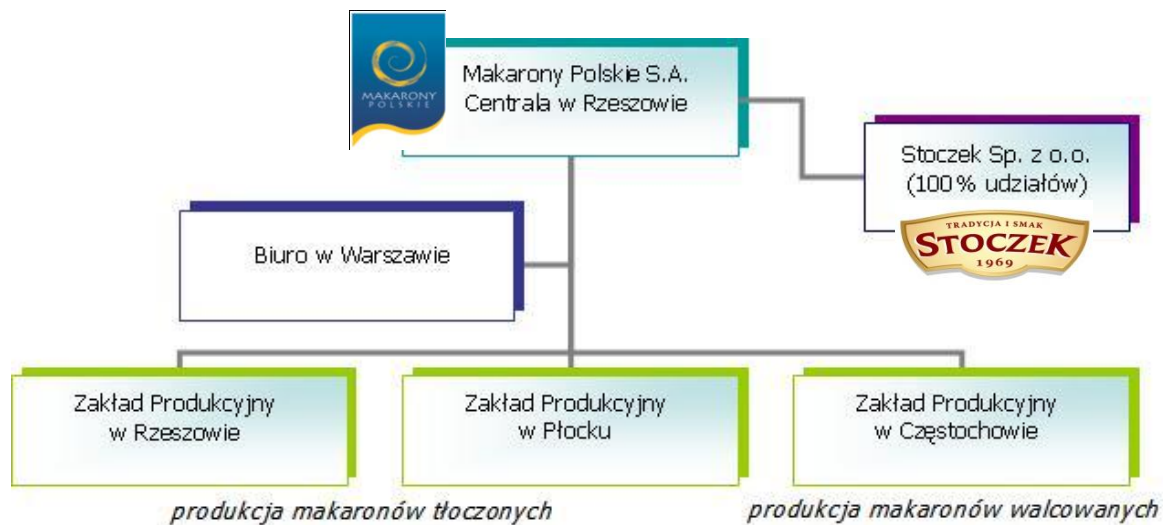 MAKARONY
POLSKIE
Makarony Polskie S.A.
Centrala w Rzeszowie
Stoczek Sp. z o.o.
(100% udziałów)
TRADYCJA I SMAK
STOCZEK
1969
Biuro w Warszawie
Zakład Produkcyjny
w Rzeszowie
Zakład Produkcyjny
w Płocku
Zakład Produkcyjny
w Częstochowie
produkcja makaronów tłoczonych
produkcja makaronów walcowanych